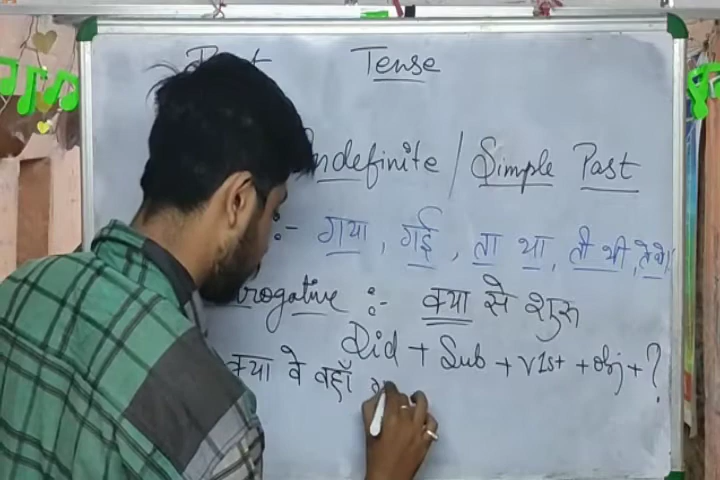 Tense
Indefinite / Simple Past
:- गया, गई, ता था, ती थी, ते थे।
rogative :- क्या से शुरू
Did + Sub + V1st + obj + ?
क्या वे वहाँ